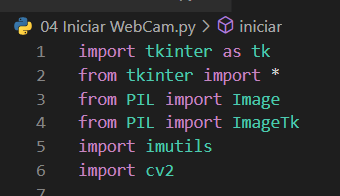 04 Iniciar WebCam.py > iniciar
1 import tkinter as tk
2 from tkinter import *
3 from PIL import Image
4 from PIL import ImageTk
5 import imutils
6 import cv2
7